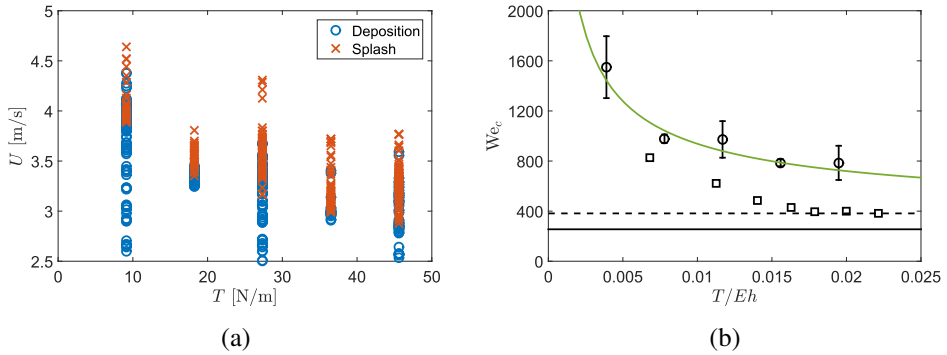 5
4.5
4
3.5
3
2.5
0 10 20 30 40 50
U [m/s]
T [N/m]
Deposition
Splash
(a)
2000
1600
1200
800
400
0
0 0.005 0.01 0.015 0.02 0.025
We_c
T/Eh
(b)